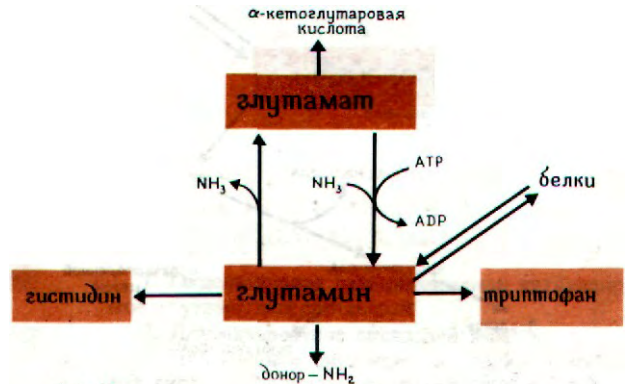 α-кетоглутаровая
кислота
глутамат
NH₃
NH₃
ATP
ADP
белки
гистидин
глутамин
триптофан
донор – NH₂